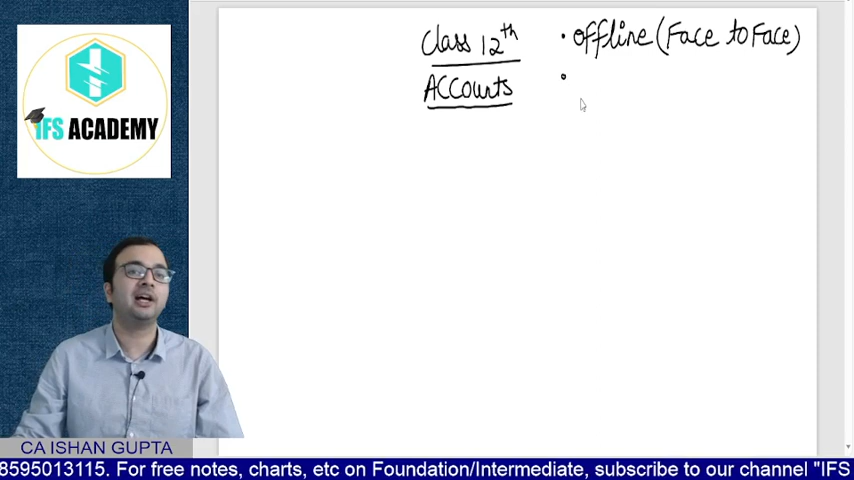 Class 12th
• offline (Face to Face)
ACCounts
•
IFS ACADEMY
CA ISHAN GUPTA
8595013115. For free notes, charts, etc on Foundation/Intermediate, subscribe to our channel "IFS